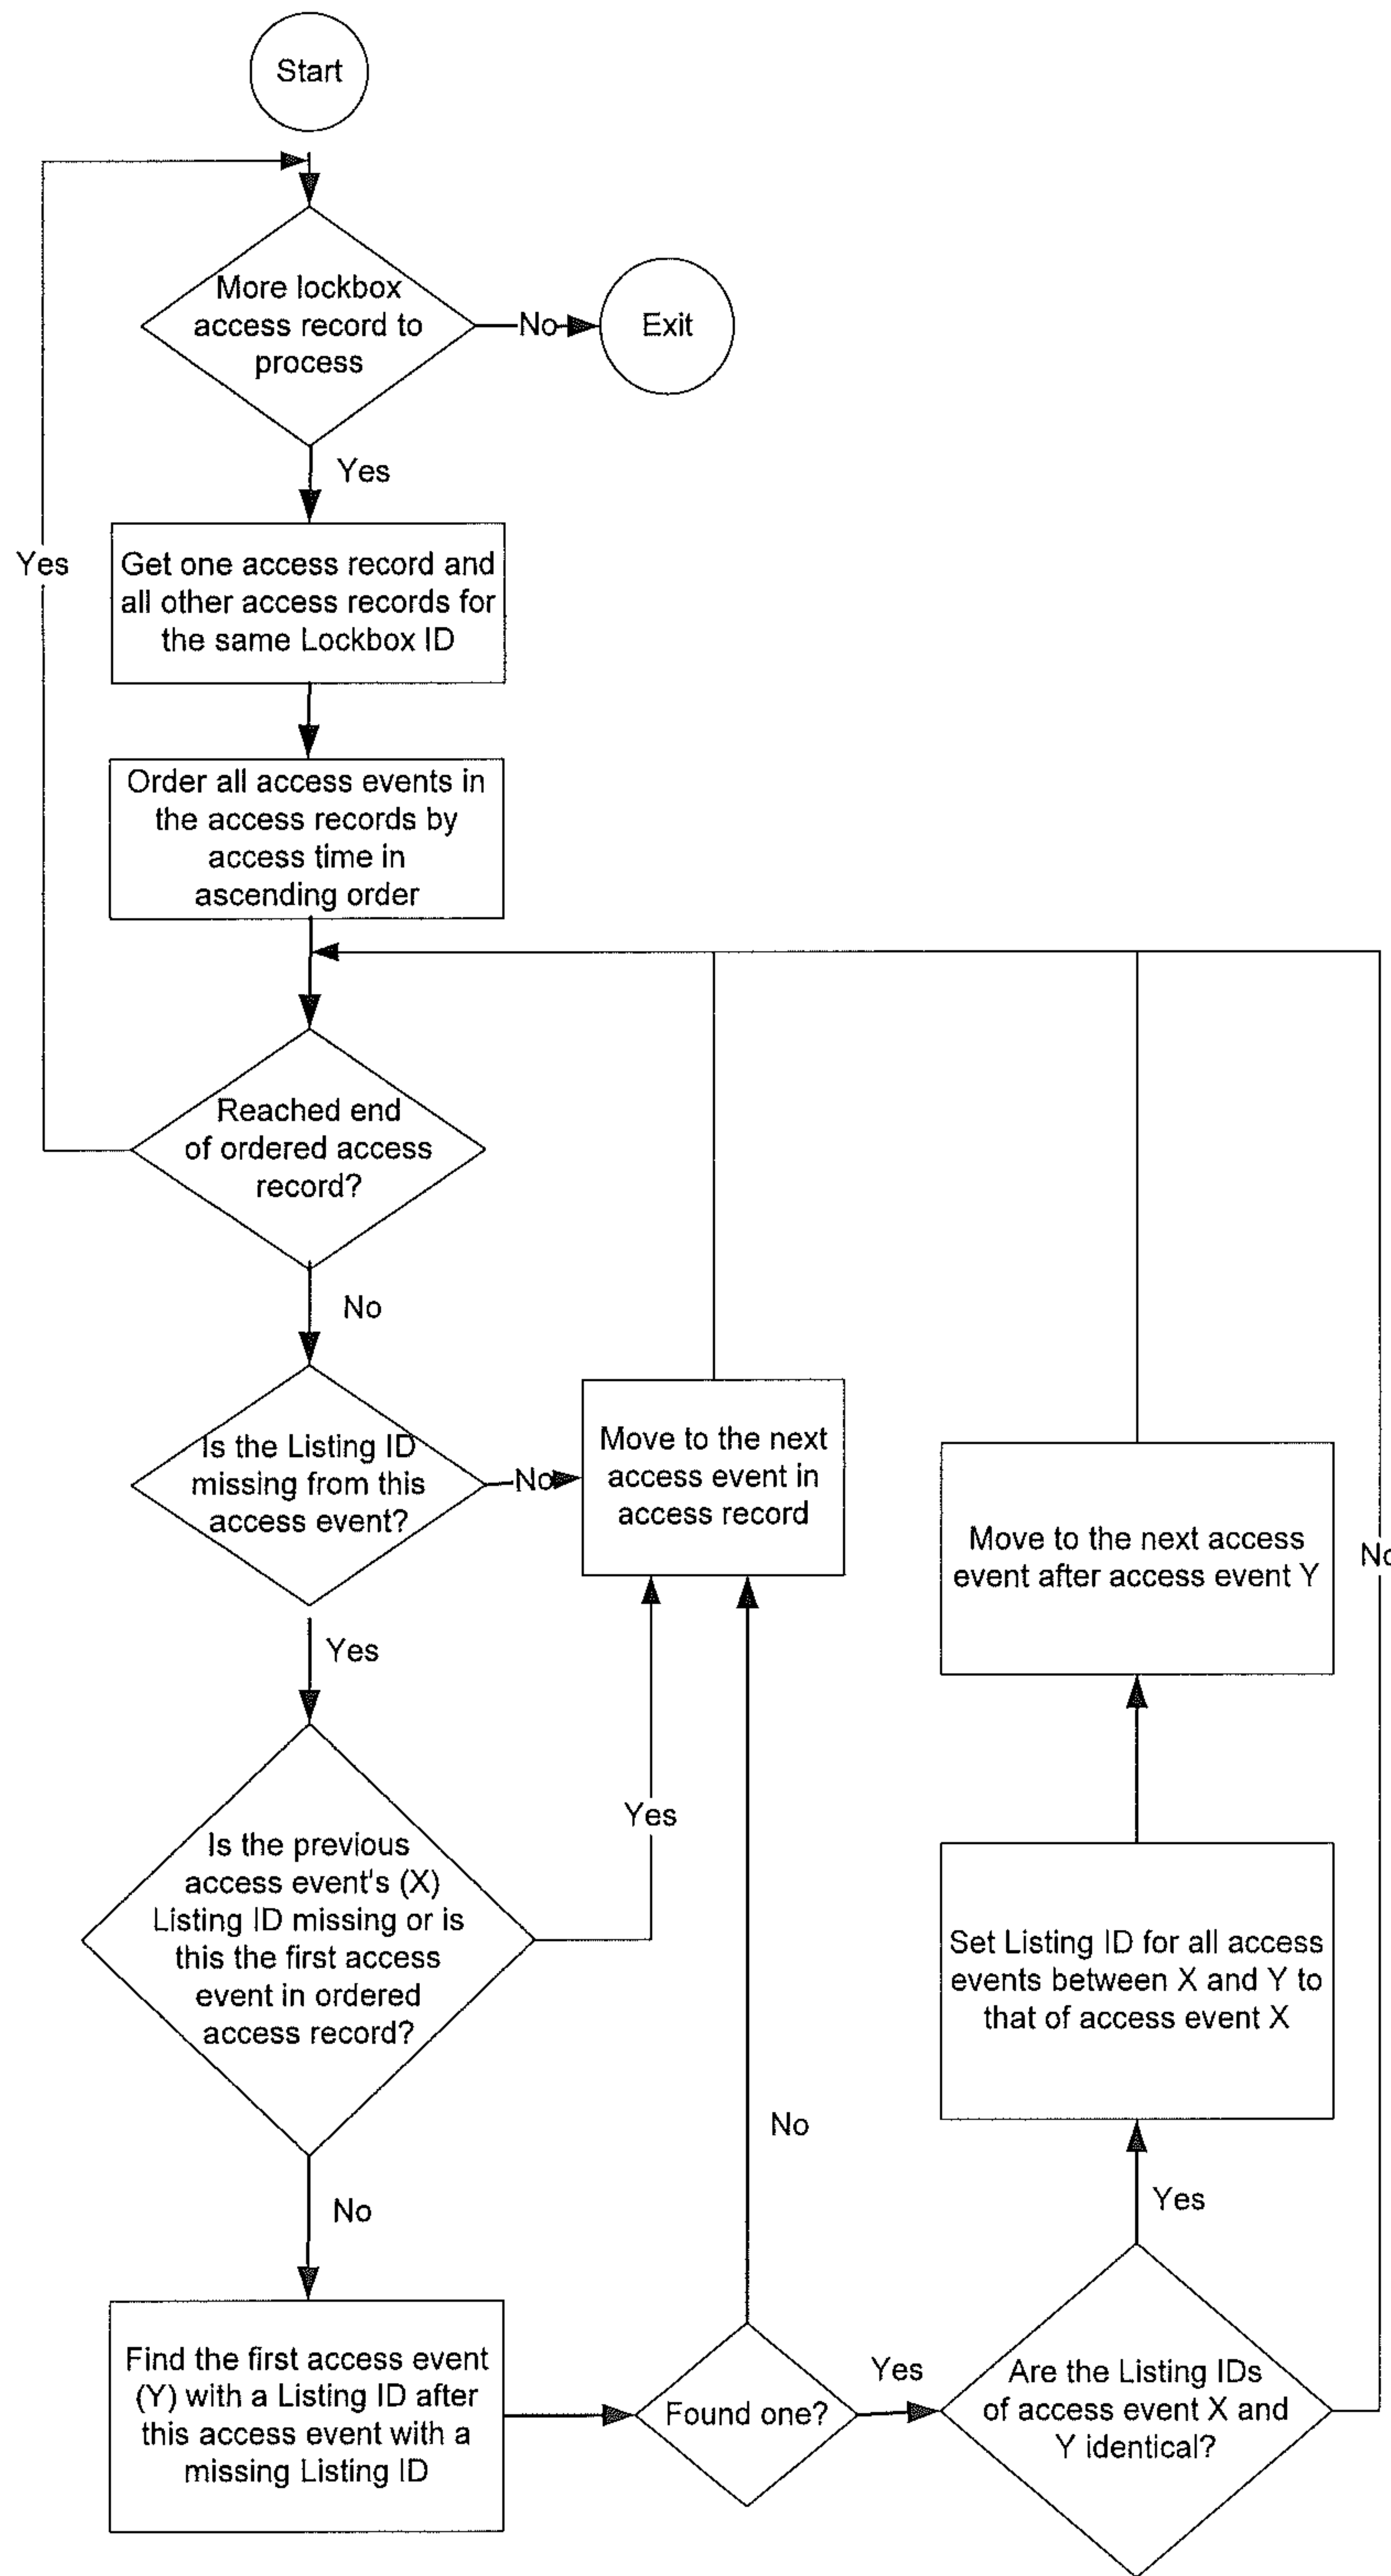 Start
More lockbox
access record to
process
No
Exit
Yes
Get one access record and
all other access records for
the same Lockbox ID
Yes
Order all access events in
the access records by
access time in
ascending order
Reached end
of ordered access
record?
No
Is the Listing ID
missing from this
access event?
No
Move to the next
access event in
access record
Move to the next access
event after access event Y
No
Yes
Is the previous
access event's (X)
Listing ID missing or is
this the first access
event in ordered
access record?
Yes
Set Listing ID for all access
events between X and Y to
that of access event X
No
No
Yes
Find the first access event
(Y) with a Listing ID after
this access event with a
missing Listing ID
Found one?
Yes
Are the Listing IDs
of access event X and
Y identical?